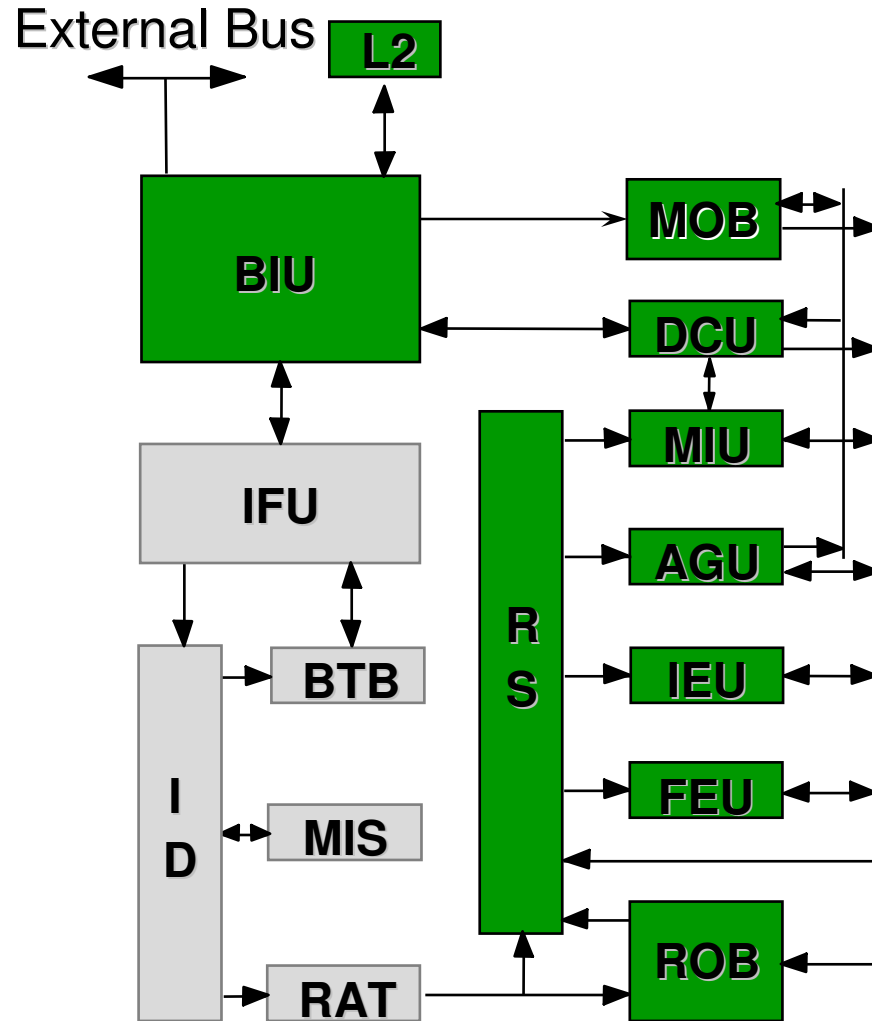 External Bus
L2
MOB
BIU
DCU
MIU
IFU
AGU
R
S
BTB
IEU
I
D
FEU
MIS
ROB
RAT